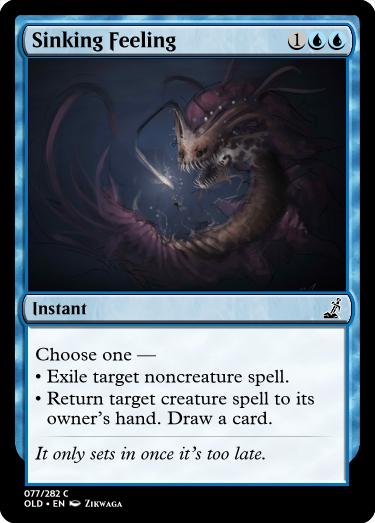 Sinking Feeling 1
Instant
Choose one —
• Exile target noncreature spell.
• Return target creature spell to its
owner's hand. Draw a card.
It only sets in once it's too late.
077/282 C
OLD • EN Zikwaga